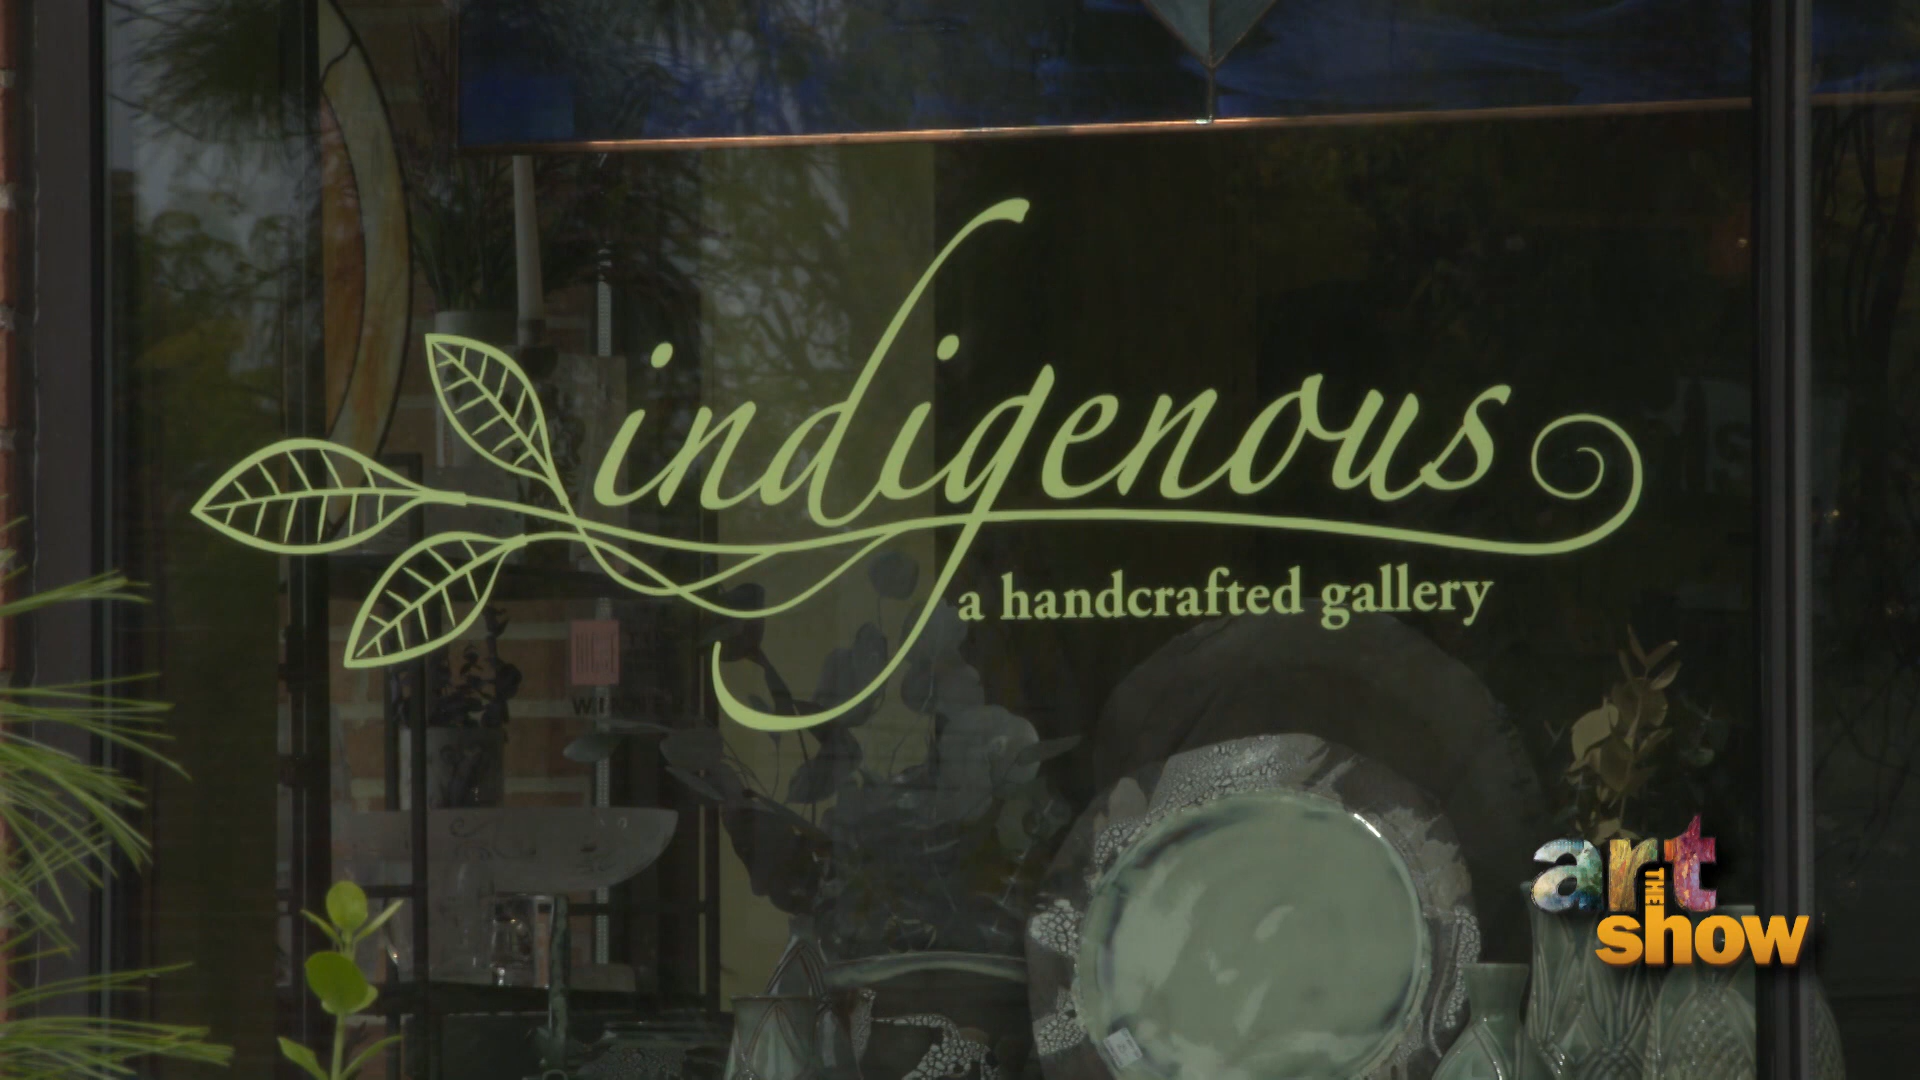 indigenous
a handcrafted gallery
art
THE
show